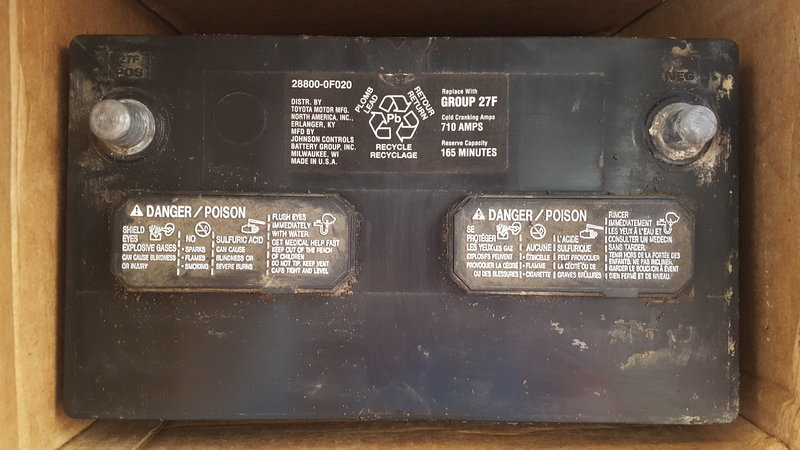 27F
POS
NEG
28800-0F020
DISTR. BY
TOYOTA MOTOR MFG.
NORTH AMERICA, INC.,
ERLANGER, KY
MFD BY
JOHNSON CONTROLS
BATTERY GROUP, INC.
MILWAUKEE, WI
MADE IN U.S.A.
PLOMB
LEAD
RETOUR
RETURN
Pb
RECYCLE
RECYCLAGE
Replace With
GROUP 27F
Cold Cranking Amps
710 AMPS
Reserve Capacity
165 MINUTES
DANGER/POISON
SHIELD
EYES
EXPLOSIVE GASES
CAN CAUSE BLINDNESS
OR INJURY
NO
• SPARKS
• FLAMES
• SMOKING
SULFURIC ACID
CAN CAUSE
BLINDNESS OR
SEVERE BURNS
FLUSH EYES
IMMEDIATELY
WITH WATER.
GET MEDICAL HELP FAST
KEEP OUT OF THE REACH
OF CHILDREN
DO NOT TIP. KEEP VENT
CAPS TIGHT AND LEVEL
DANGER/POISON
SE
PROTÉGER
LES YEUX LES GAZ
EXPLOSIFS PEUVENT
PROVOQUER LA CÉCITÉ
OU DES BLESSURES
AUCUNE
• ÉTINCELLE
• FLAMME
• CIGARETTE
L'ACIDE
SULFURIQUE
PEUT PROVOQUER
LA CÉCITÉ OU DE
GRAVES BRÛLURES
RINCER
IMMÉDIATEMENT
LES YEUX À L'EAU ET
CONSULTER UN MÉDECIN
SANS TARDER.
TENIR HORS DE LA PORTÉE DES
ENFANTS. NE PAS INCLINER.
GARDER LE BOUCHON À ÉVENT
BIEN FERMÉ ET DE NIVEAU.